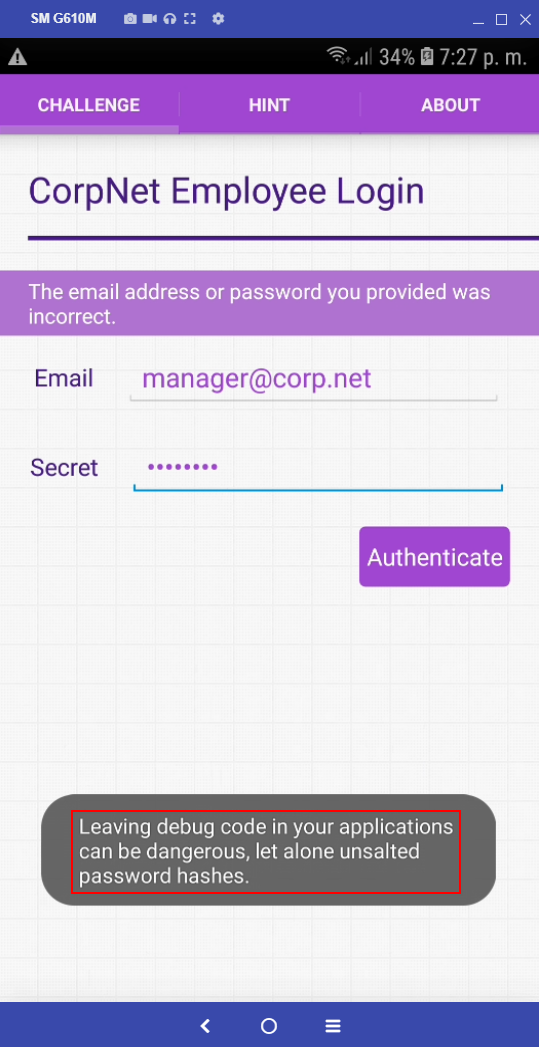 SM G610M
34% 7:27 p. m.
CHALLENGE HINT ABOUT
CorpNet Employee Login
The email address or password you provided was
incorrect.
Email manager@corp.net
Secret ••••••••
Authenticate
Leaving debug code in your applications
can be dangerous, let alone unsalted
password hashes.